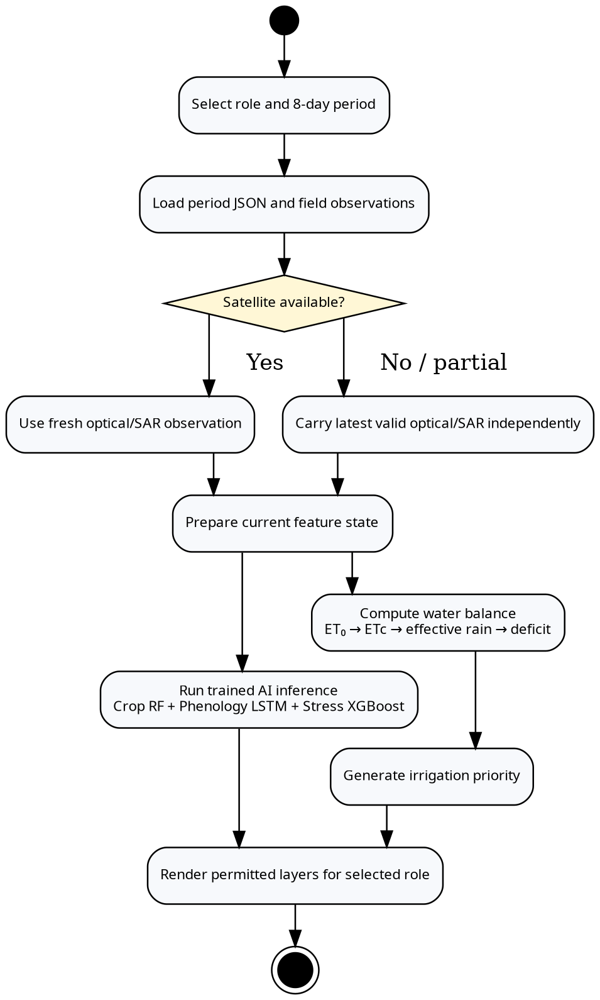 Select role and 8-day period
Load period JSON and field observations
Satellite available?
Yes
No / partial
Use fresh optical/SAR observation
Carry latest valid optical/SAR independently
Prepare current feature state
Compute water balance
ET₀ → ETc → effective rain → deficit
Run trained AI inference
Crop RF + Phenology LSTM + Stress XGBoost
Generate irrigation priority
Render permitted layers for selected role